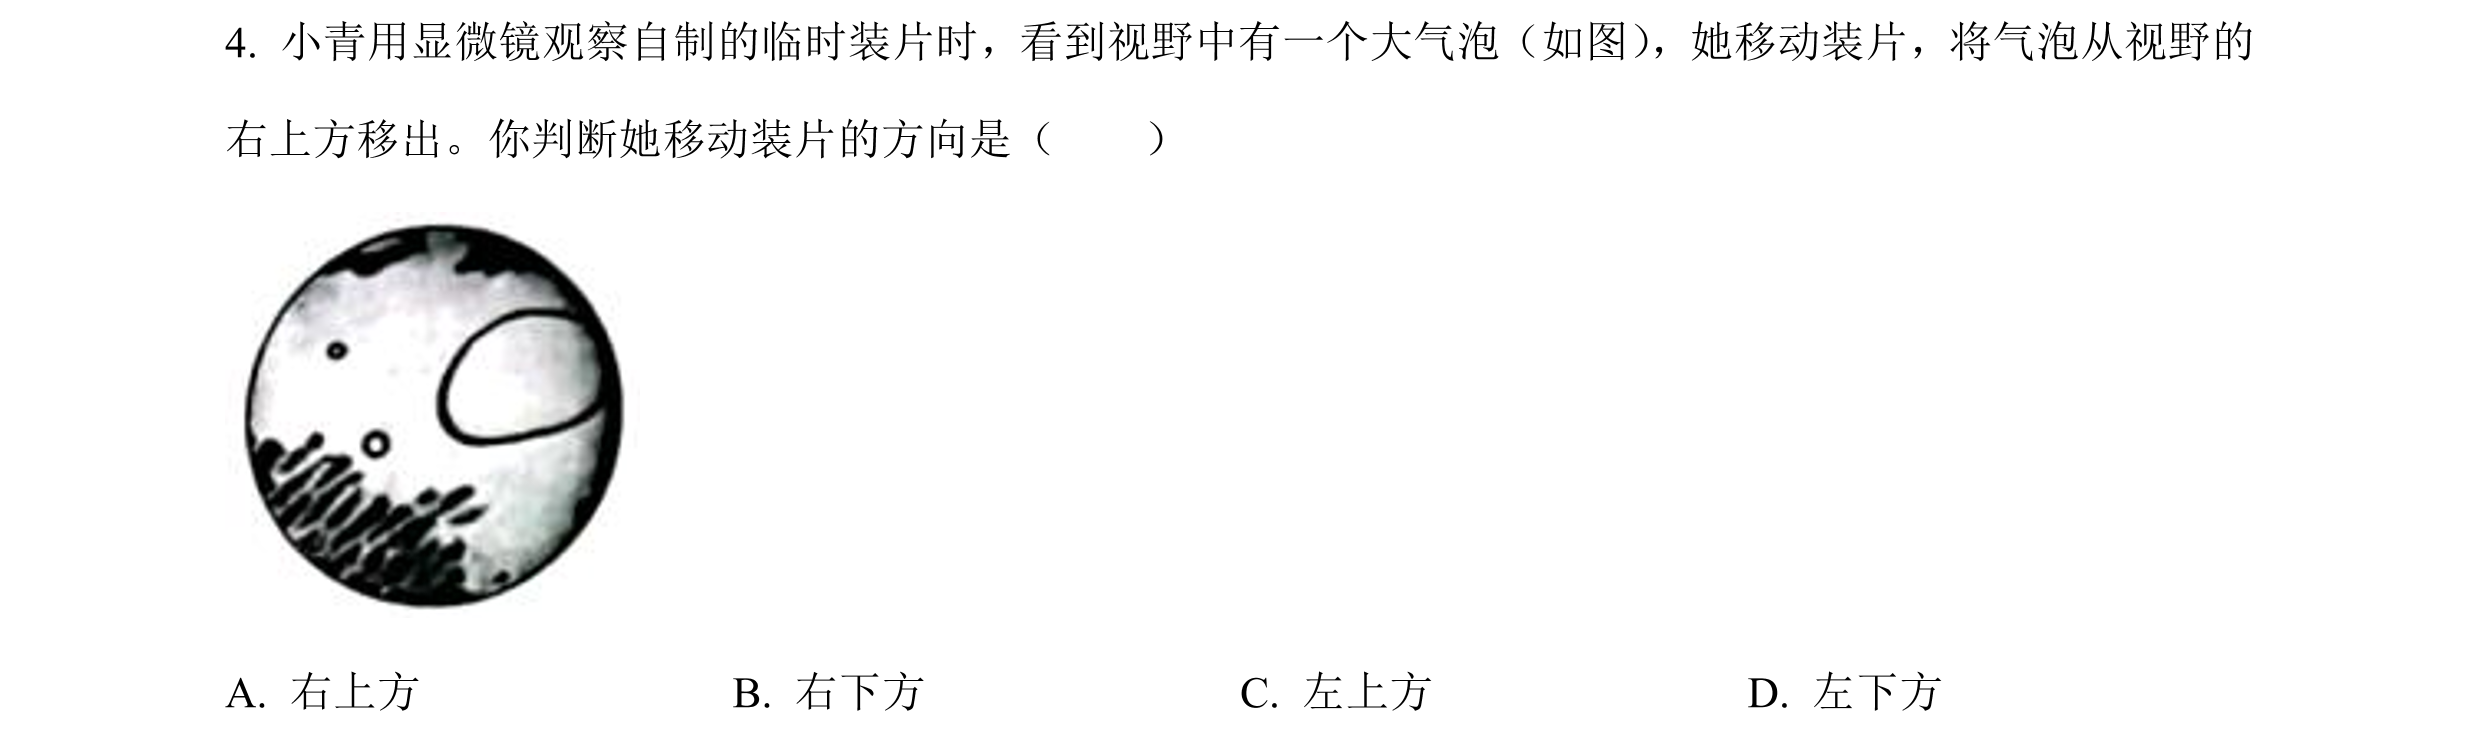 4. 小青用显微镜观察自制的临时装片时，看到视野中有一个大气泡（如图），她移动装片，将气泡从视野的
右上方移出。你判断她移动装片的方向是（　　）
A. 右上方 B. 右下方 C. 左上方 D. 左下方